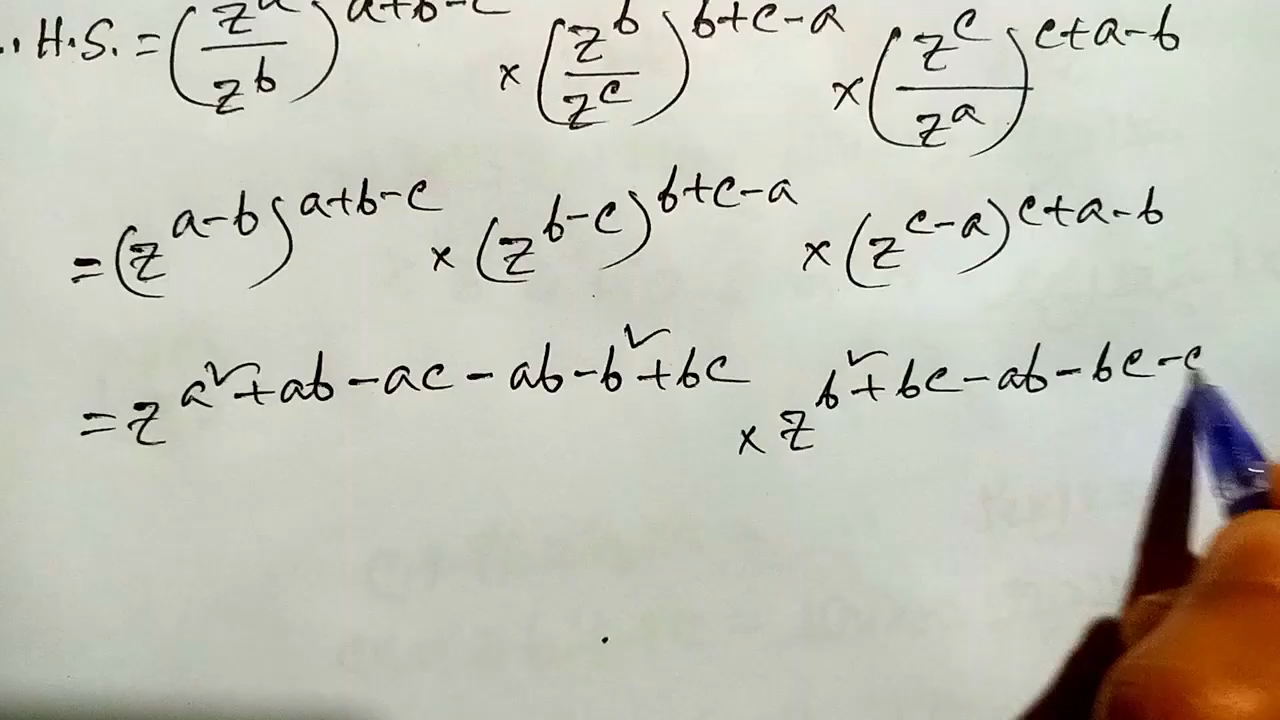 .. H.S. = (z^a/z^b)^a+b-c × (z^b/z^c)^b+c-a × (z^c/z^a)^c+a-b
= (z^a-b)^a+b-c × (z^b-c)^b+c-a × (z^c-a)^c+a-b
= z^a²+ab-ac-ab-b²+bc × z^b²+bc-ab-bc-c